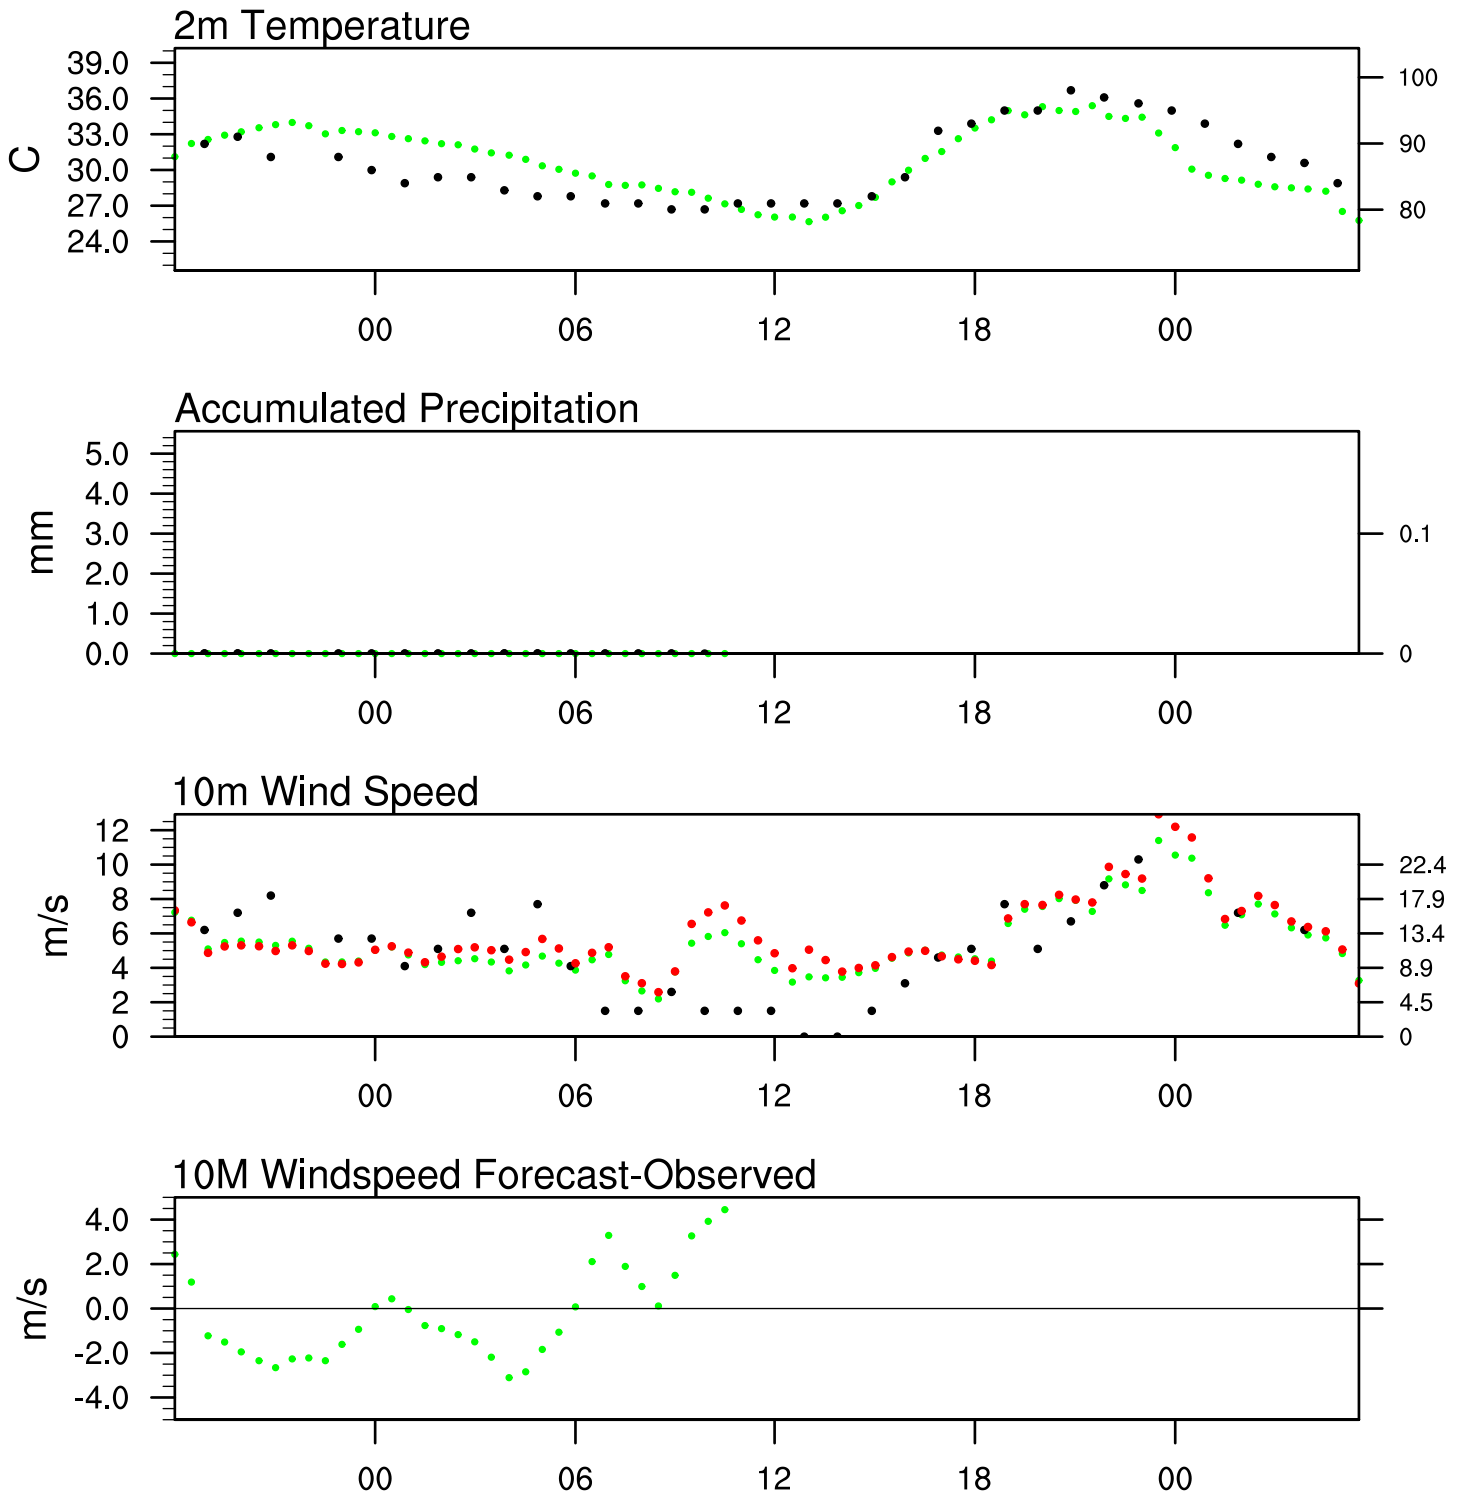 2m Temperature
39.0
36.0
33.0
30.0
27.0
24.0
C
100
90
80
00 06 12 18 00
Accumulated Precipitation
5.0
4.0
3.0
2.0
1.0
0.0
mm
0.1
0
00 06 12 18 00
10m Wind Speed
12
10
8
6
4
2
0
m/s
22.4
17.9
13.4
8.9
4.5
0
00 06 12 18 00
10M Windspeed Forecast-Observed
4.0
2.0
0.0
-2.0
-4.0
m/s
00 06 12 18 00